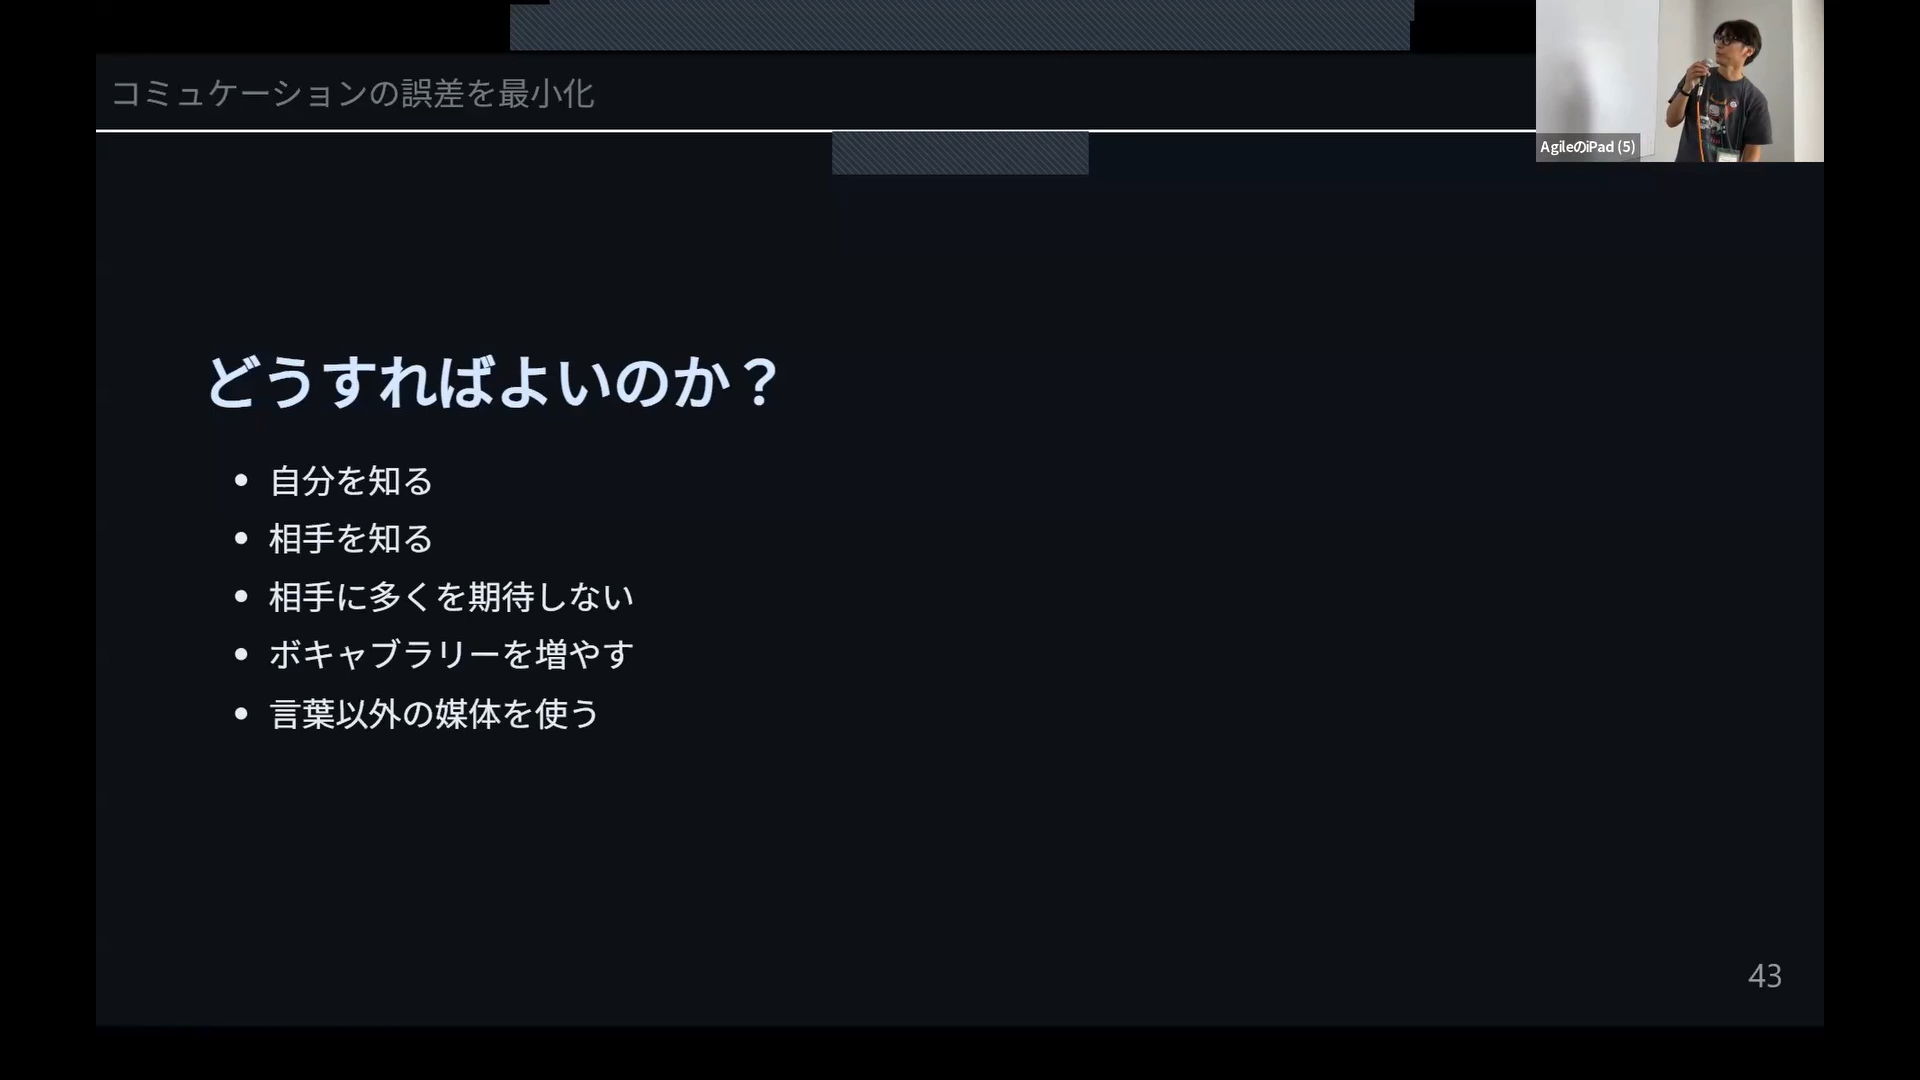 コミュケーションの誤差を最小化
AgileのiPad (5)
どうすればよいのか？
• 自分を知る
• 相手を知る
• 相手に多くを期待しない
• ボキャブラリーを増やす
• 言葉以外の媒体を使う
43